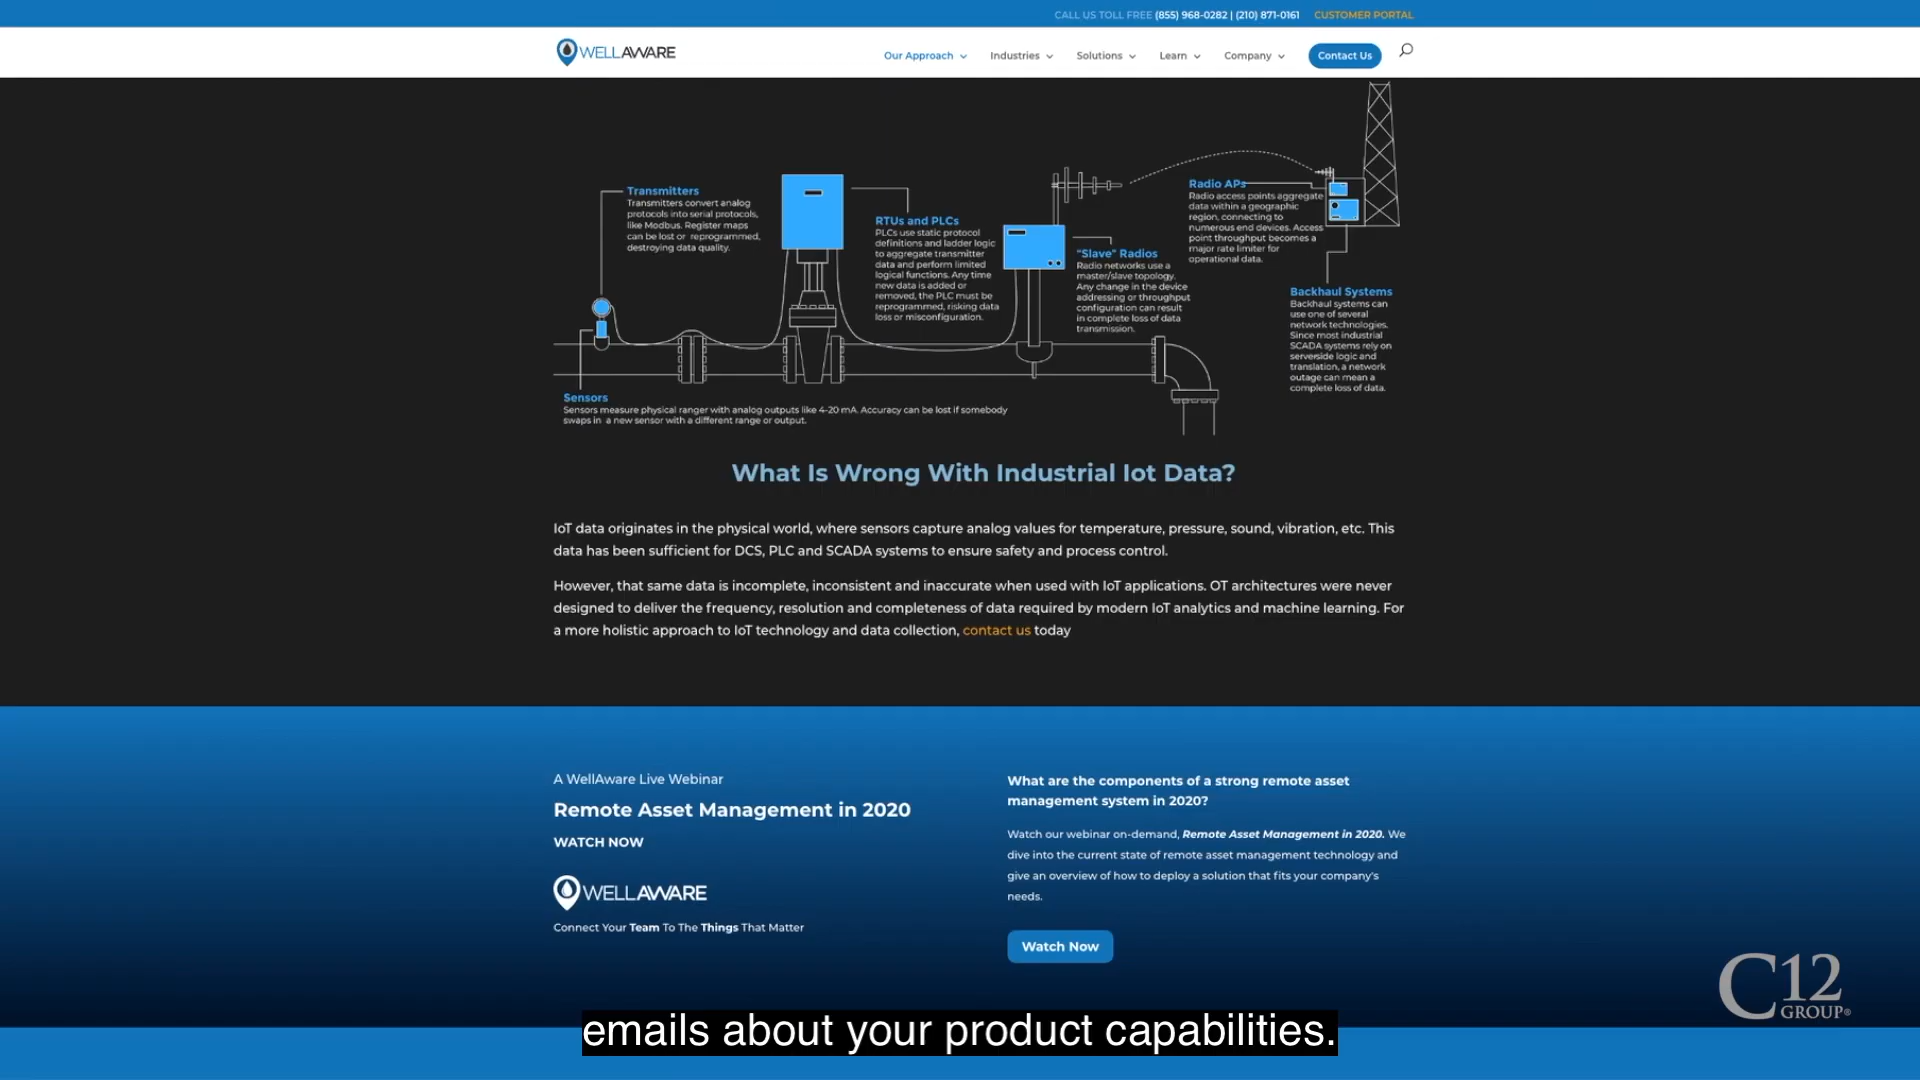 CALL US TOLL FREE (855) 968-0282 | (210) 871-0161 CUSTOMER PORTAL
WELLAWARE
Our Approach Industries Solutions Learn Company Contact Us
Transmitters
Transmitters convert analog
protocols into serial protocols,
like Modbus. Register maps
can be lost or reprogrammed,
destroying data quality.
RTUs and PLCs
PLCs use static protocol
definitions and ladder logic
to aggregate transmitter
data and perform limited
logical functions. Any time
new data is added or
removed, the PLC must be
reprogrammed, risking data
loss or misconfiguration.
"Slave" Radios
Radio networks use a
master/slave topology.
Any change in the device
addressing or throughput
configuration can result
in complete loss of data
transmission.
Radio APs
Radio access points aggregate
data within a geographic
region, connecting to
numerous end devices. Access
point throughput becomes a
major rate limiter for
operational data.
Backhaul Systems
Backhaul systems can
use one of several
network technologies.
Since most industrial
SCADA systems rely on
serverside logic and
translation, a network
outage can mean a
complete loss of data.
Sensors
Sensors measure physical ranger with analog outputs like 4-20 mA. Accuracy can be lost if somebody
swaps in a new sensor with a different range or output.
What Is Wrong With Industrial Iot Data?
IoT data originates in the physical world, where sensors capture analog values for temperature, pressure, sound, vibration, etc. This
data has been sufficient for DCS, PLC and SCADA systems to ensure safety and process control.
However, that same data is incomplete, inconsistent and inaccurate when used with IoT applications. OT architectures were never
designed to deliver the frequency, resolution and completeness of data required by modern IoT analytics and machine learning. For
a more holistic approach to IoT technology and data collection, contact us today
A WellAware Live Webinar
Remote Asset Management in 2020
WATCH NOW
WELLAWARE
Connect Your Team To The Things That Matter
What are the components of a strong remote asset
management system in 2020?
Watch our webinar on-demand, Remote Asset Management in 2020. We
dive into the current state of remote asset management technology and
give an overview of how to deploy a solution that fits your company's
needs.
Watch Now
C12
GROUP®
emails about your product capabilities.